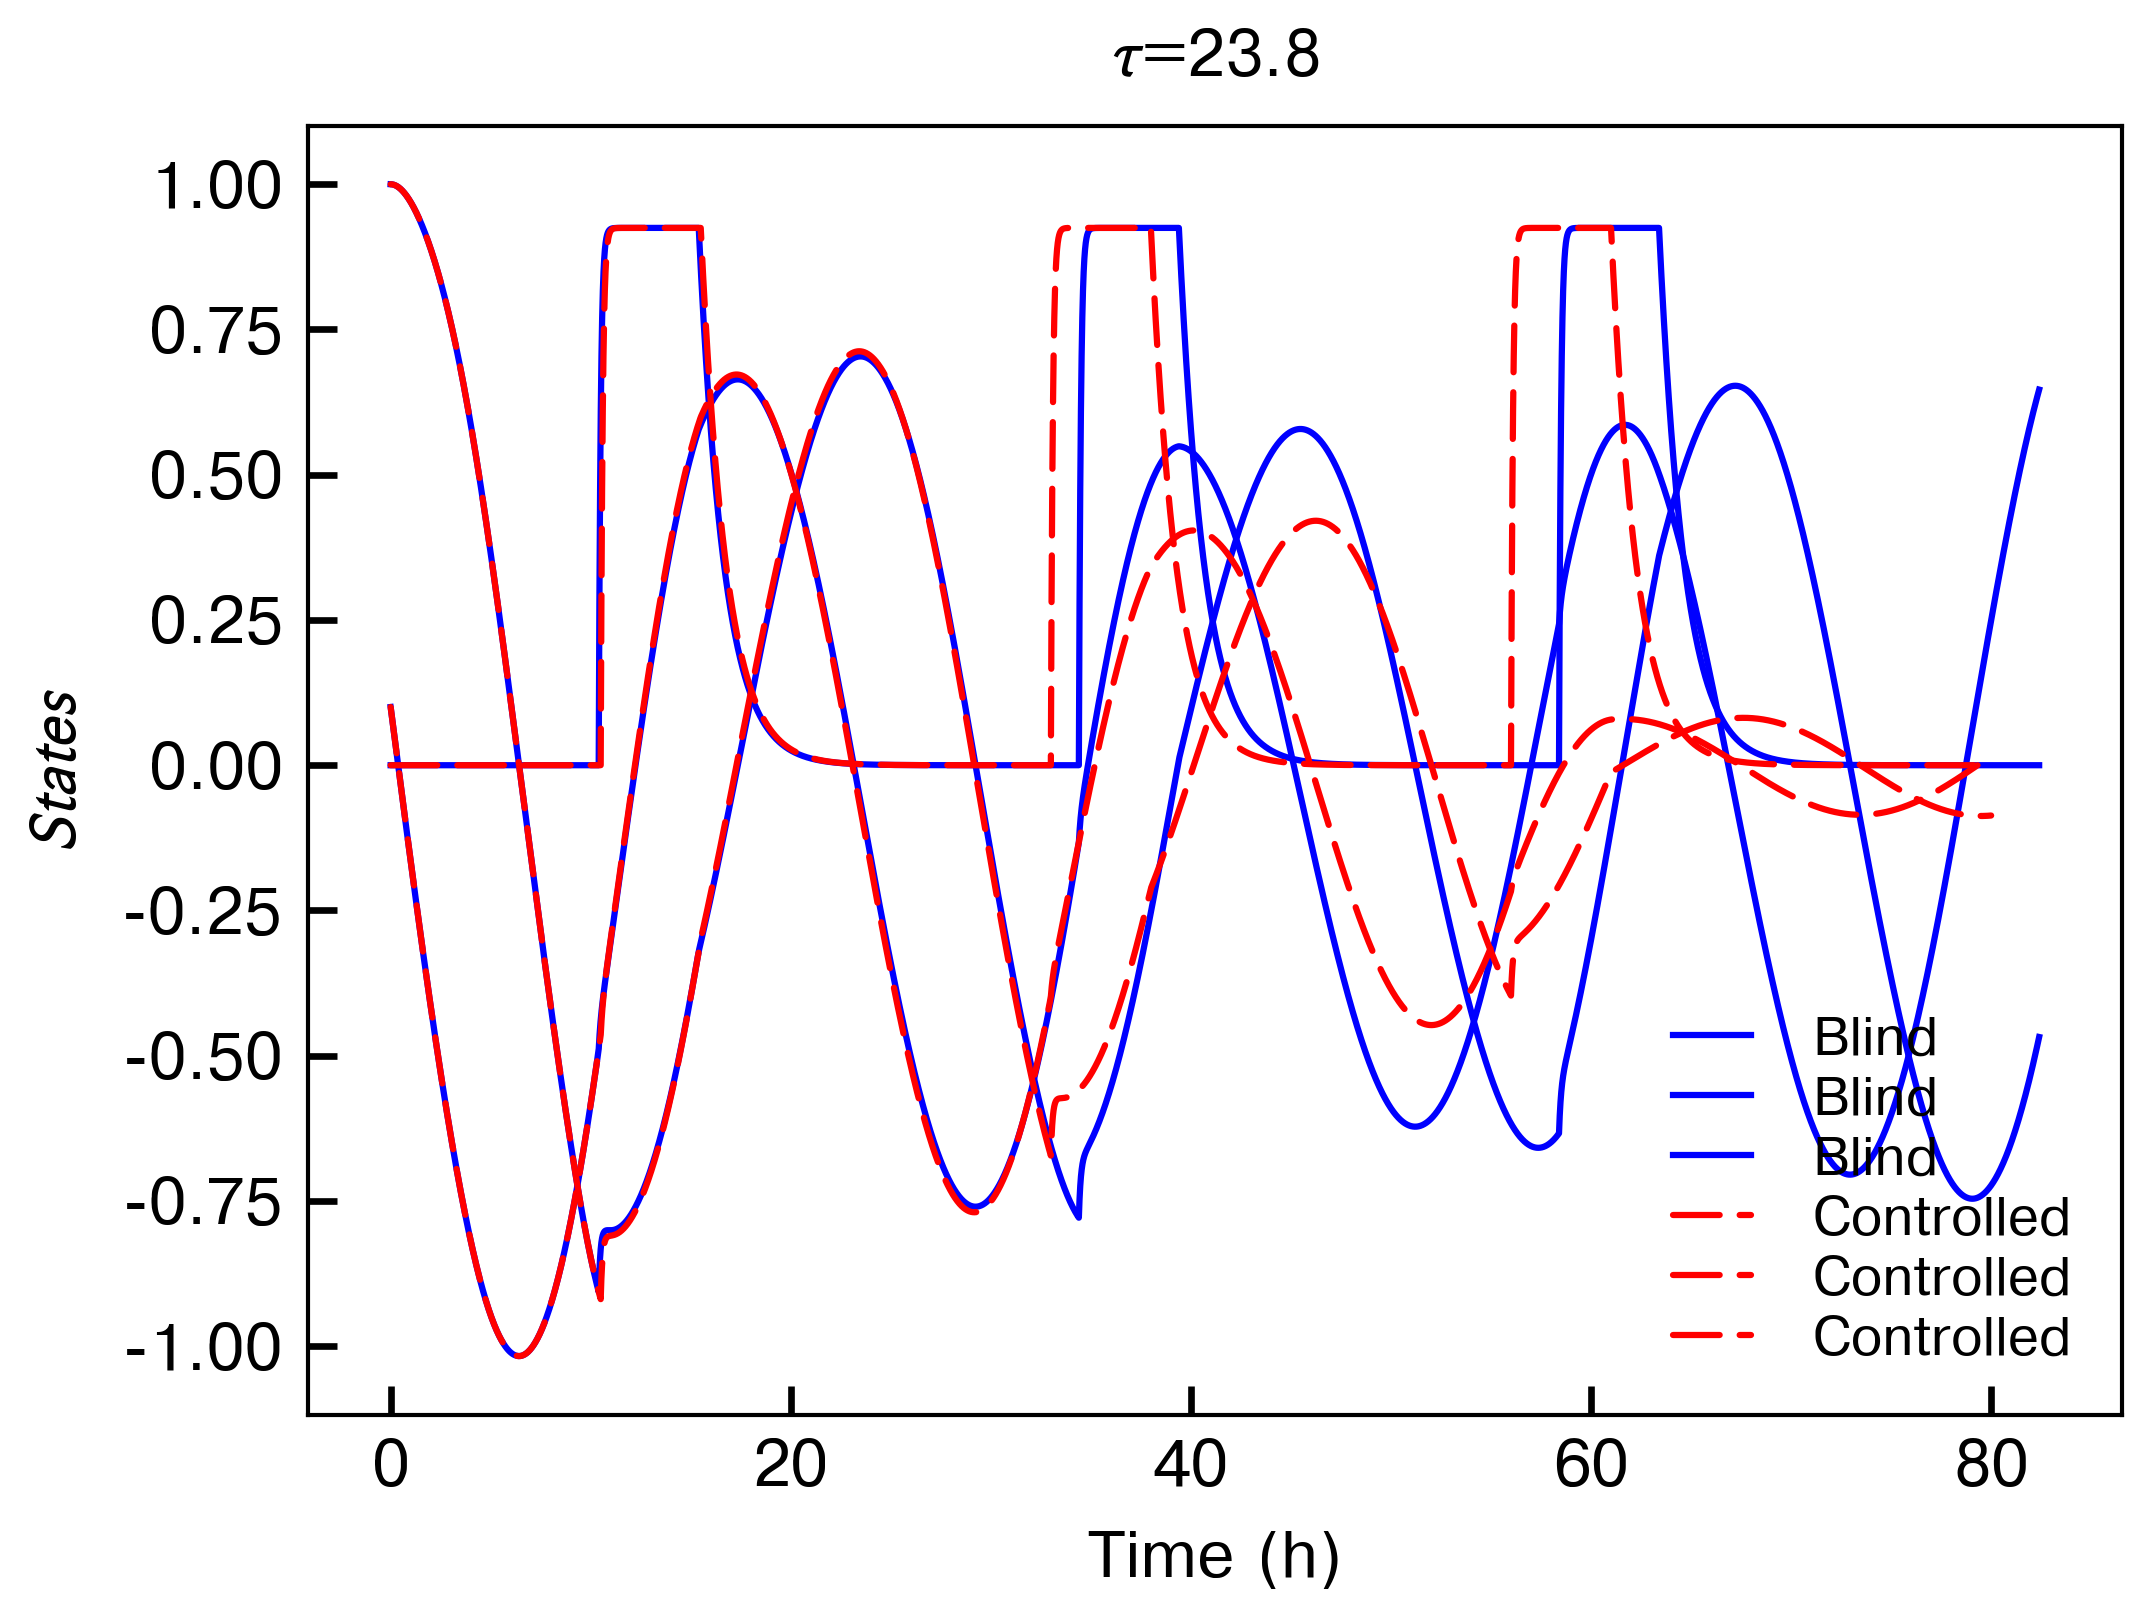 τ=23.8
States
1.00
0.75
0.50
0.25
0.00
-0.25
-0.50
-0.75
-1.00
Blind
Blind
Blind
Controlled
Controlled
Controlled
0 20 40 60 80
Time (h)